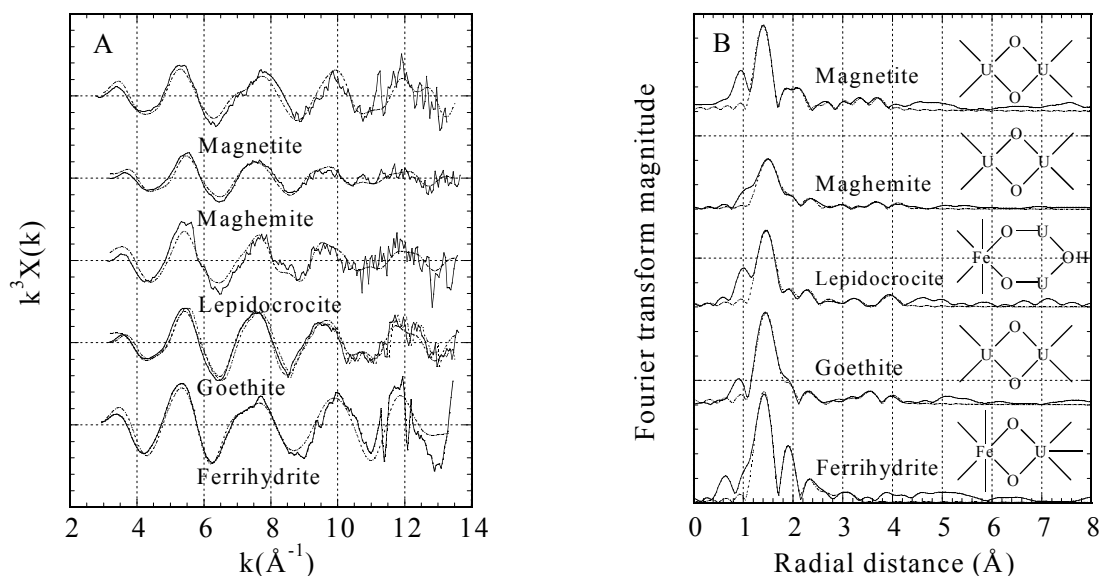 A
Magnetite
Maghemite
Lepidocrocite
Goethite
Ferrihydrite
k³X(k)
2 4 6 8 10 12 14
k(Å⁻¹)
B
Magnetite
O
U U
O
Maghemite
O
U U
O
Lepidocrocite
O U
Fe OH
O U
Goethite
O
U U
O
Ferrihydrite
O
Fe U
O
Fourier transform magnitude
0 1 2 3 4 5 6 7 8
Radial distance (Å)